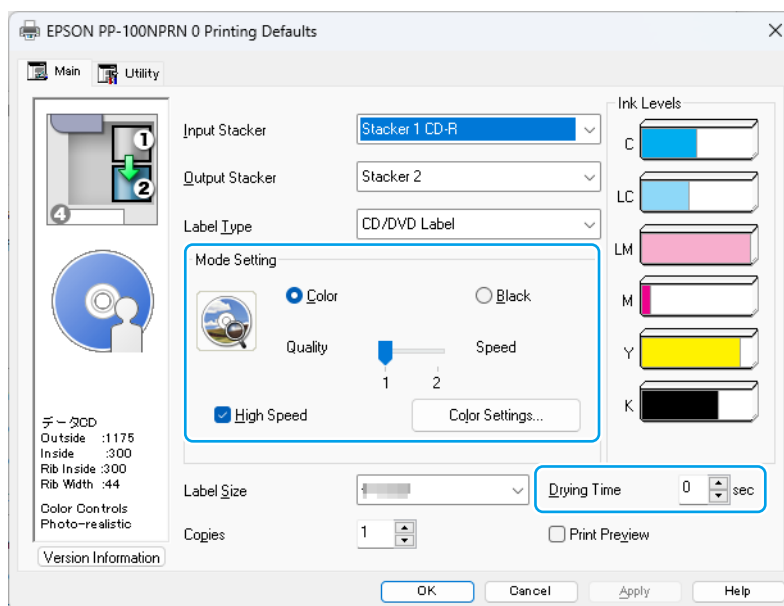 EPSON PP-100NPRN 0 Printing Defaults
Main
Utility
1
2
4
データCD
Outside :1175
Inside :300
Rib Inside :300
Rib Width :44
Color Controls
Photo-realistic
Version Information
Input Stacker
Stacker 1 CD-R
Output Stacker
Stacker 2
Label Type
CD/DVD Label
Mode Setting
Color
Black
Quality
Speed
1 2
High Speed
Color Settings...
Label Size
Drying Time
0
sec
Copies
1
Print Preview
Ink Levels
C
LC
LM
M
Y
K
OK
Cancel
Apply
Help